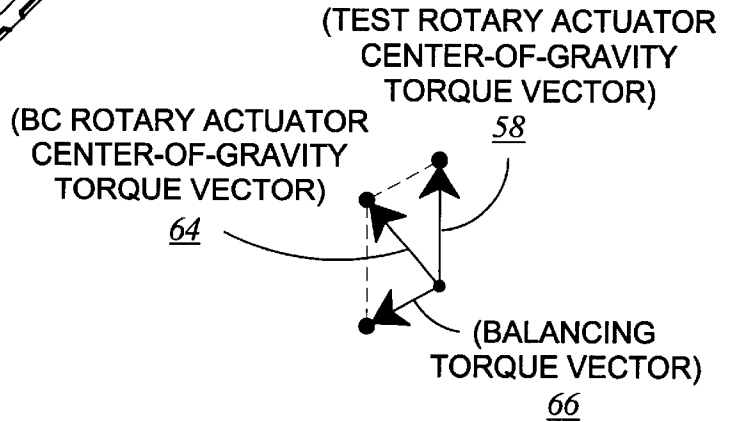 (TEST ROTARY ACTUATOR
CENTER-OF-GRAVITY
TORQUE VECTOR)
58
(BC ROTARY ACTUATOR
CENTER-OF-GRAVITY
TORQUE VECTOR)
64
(BALANCING
TORQUE VECTOR)
66